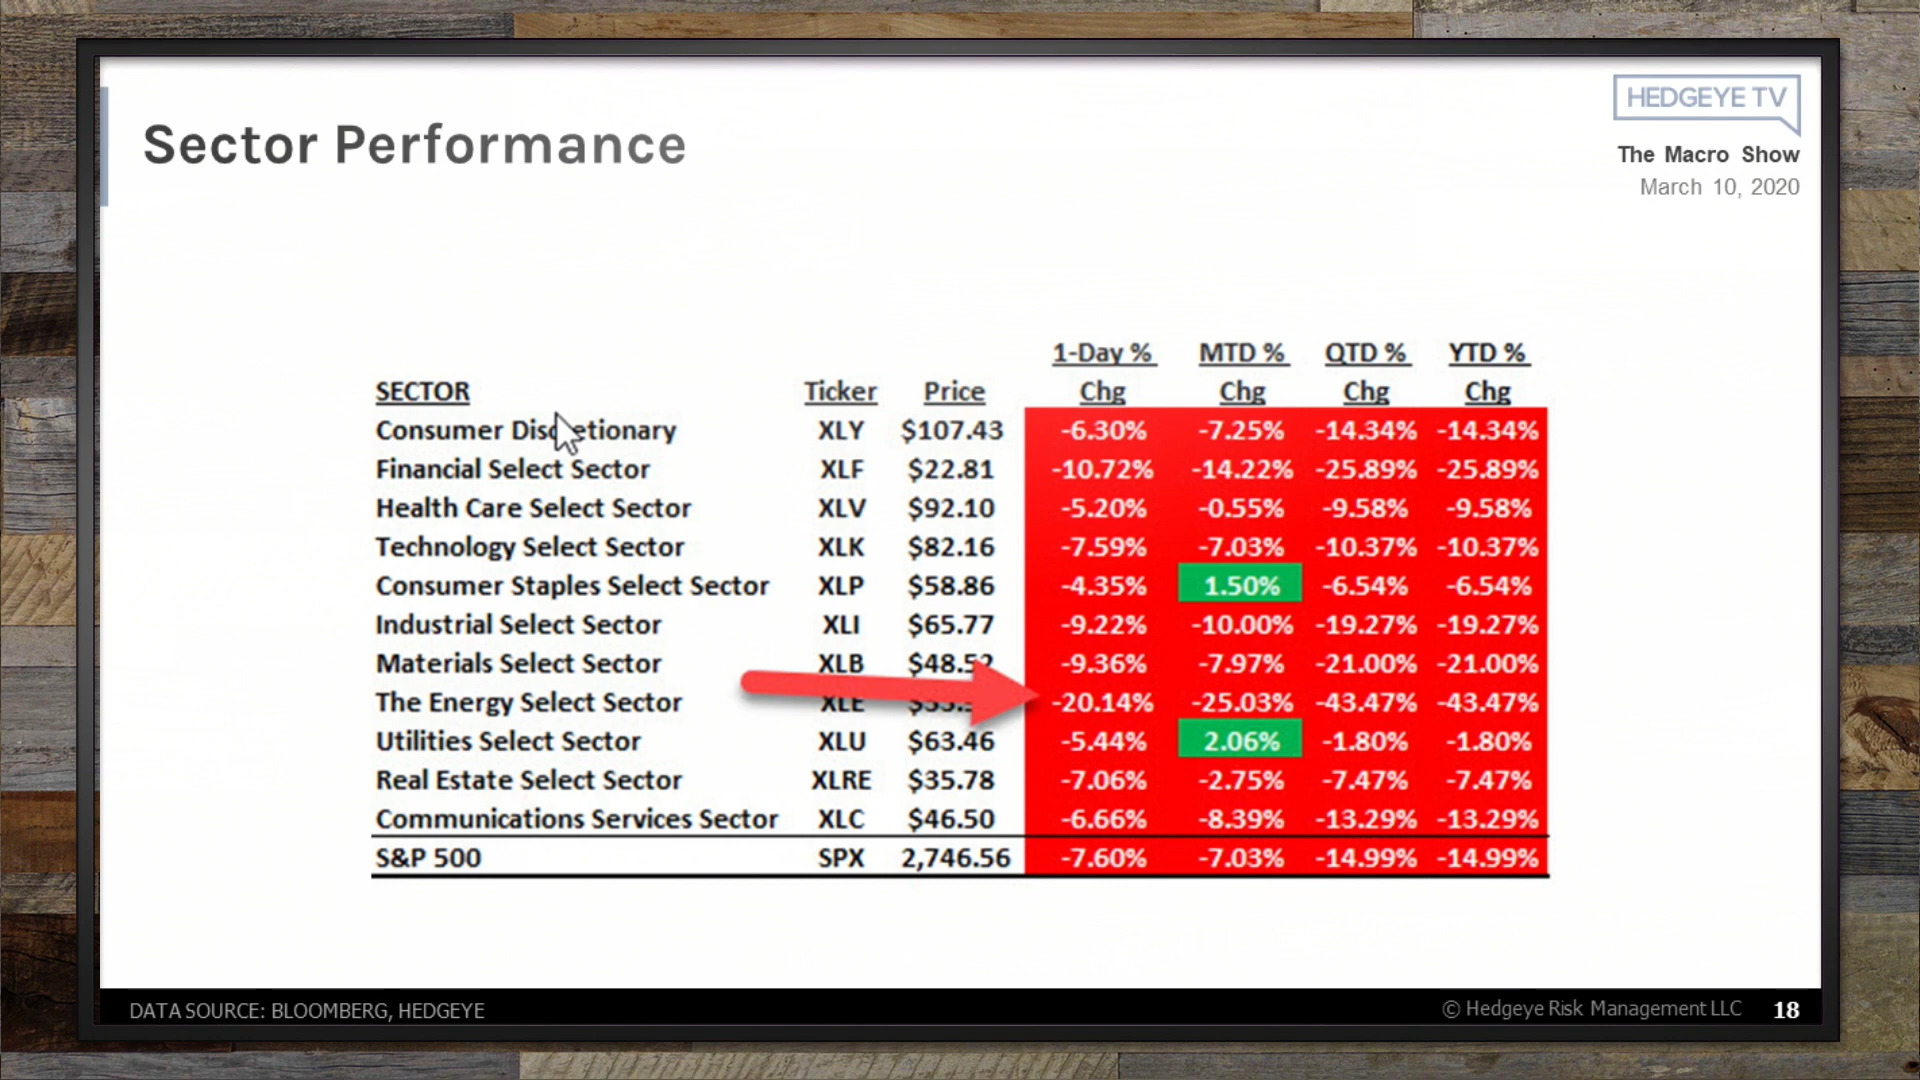 HEDGEYE TV
Sector Performance
The Macro Show
March 10, 2020
1-Day % MTD % QTD % YTD %
SECTOR Ticker Price Chg Chg Chg Chg
Consumer Discretionary XLY $107.43 -6.30% -7.25% -14.34% -14.34%
Financial Select Sector XLF $22.81 -10.72% -14.22% -25.89% -25.89%
Health Care Select Sector XLV $92.10 -5.20% -0.55% -9.58% -9.58%
Technology Select Sector XLK $82.16 -7.59% -7.03% -10.37% -10.37%
Consumer Staples Select Sector XLP $58.86 -4.35% 1.50% -6.54% -6.54%
Industrial Select Sector XLI $65.77 -9.22% -10.00% -19.27% -19.27%
Materials Select Sector XLB $48.52 -9.36% -7.97% -21.00% -21.00%
The Energy Select Sector XLE -20.14% -25.03% -43.47% -43.47%
Utilities Select Sector XLU $63.46 -5.44% 2.06% -1.80% -1.80%
Real Estate Select Sector XLRE $35.78 -7.06% -2.75% -7.47% -7.47%
Communications Services Sector XLC $46.50 -6.66% -8.39% -13.29% -13.29%
S&P 500 SPX 2,746.56 -7.60% -7.03% -14.99% -14.99%
DATA SOURCE: BLOOMBERG, HEDGEYE
© Hedgeye Risk Management LLC 18